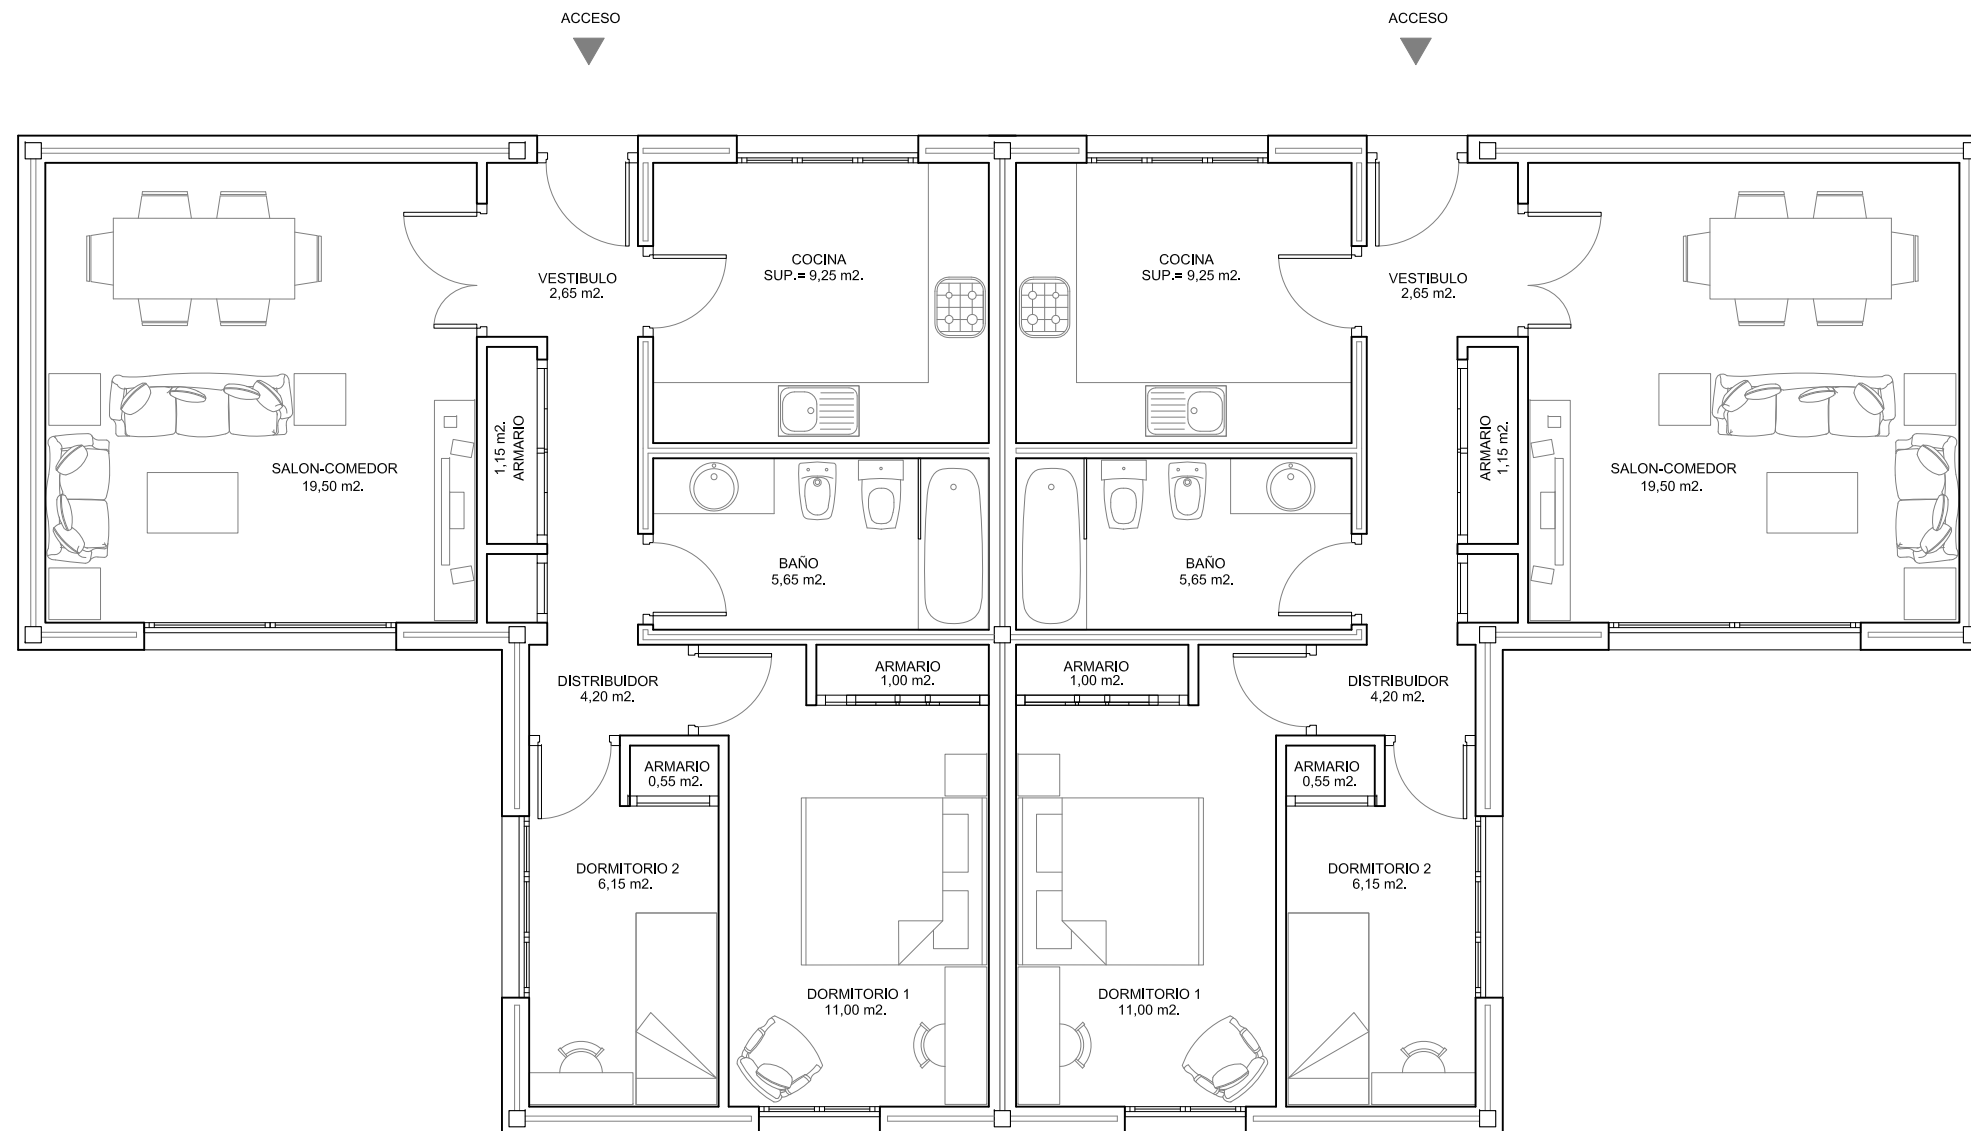 ACCESO
ACCESO
COCINA
SUP.= 9,25 m2.
COCINA
SUP.= 9,25 m2.
VESTIBULO
2,65 m2.
VESTIBULO
2,65 m2.
1,15 m2.
ARMARIO
ARMARIO
1,15 m2.
SALON-COMEDOR
19,50 m2.
SALON-COMEDOR
19,50 m2.
BAÑO
5,65 m2.
BAÑO
5,65 m2.
ARMARIO
1,00 m2.
ARMARIO
1,00 m2.
DISTRIBUIDOR
4,20 m2.
DISTRIBUIDOR
4,20 m2.
ARMARIO
0,55 m2.
ARMARIO
0,55 m2.
DORMITORIO 2
6,15 m2.
DORMITORIO 2
6,15 m2.
DORMITORIO 1
11,00 m2.
DORMITORIO 1
11,00 m2.